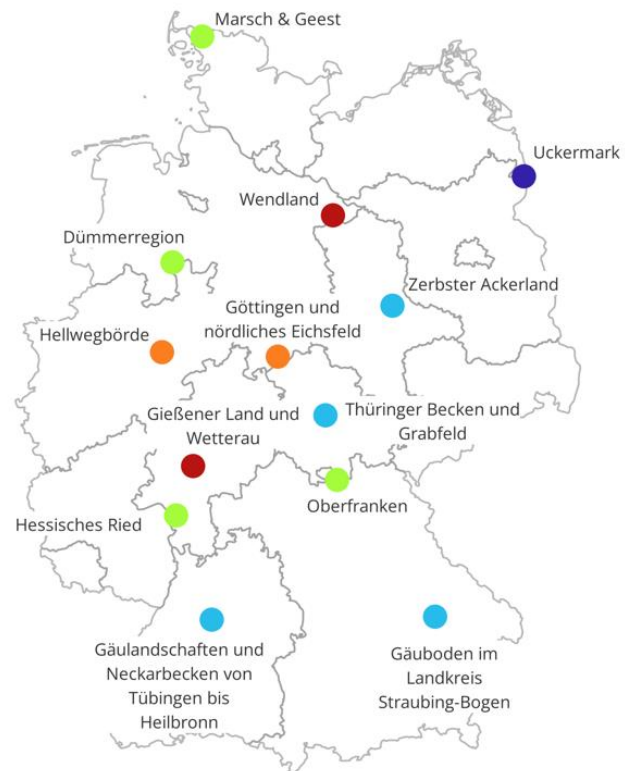 Marsch & Geest
Uckermark
Wendland
Dümmerregion
Zerbster Ackerland
Göttingen und
nördliches Eichsfeld
Hellwegbörde
Thüringer Becken und
Grabfeld
Gießener Land und
Wetterau
Oberfranken
Hessisches Ried
Gäulandschaften und
Neckarbecken von
Tübingen bis
Heilbronn
Gäuboden im
Landkreis
Straubing-Bogen